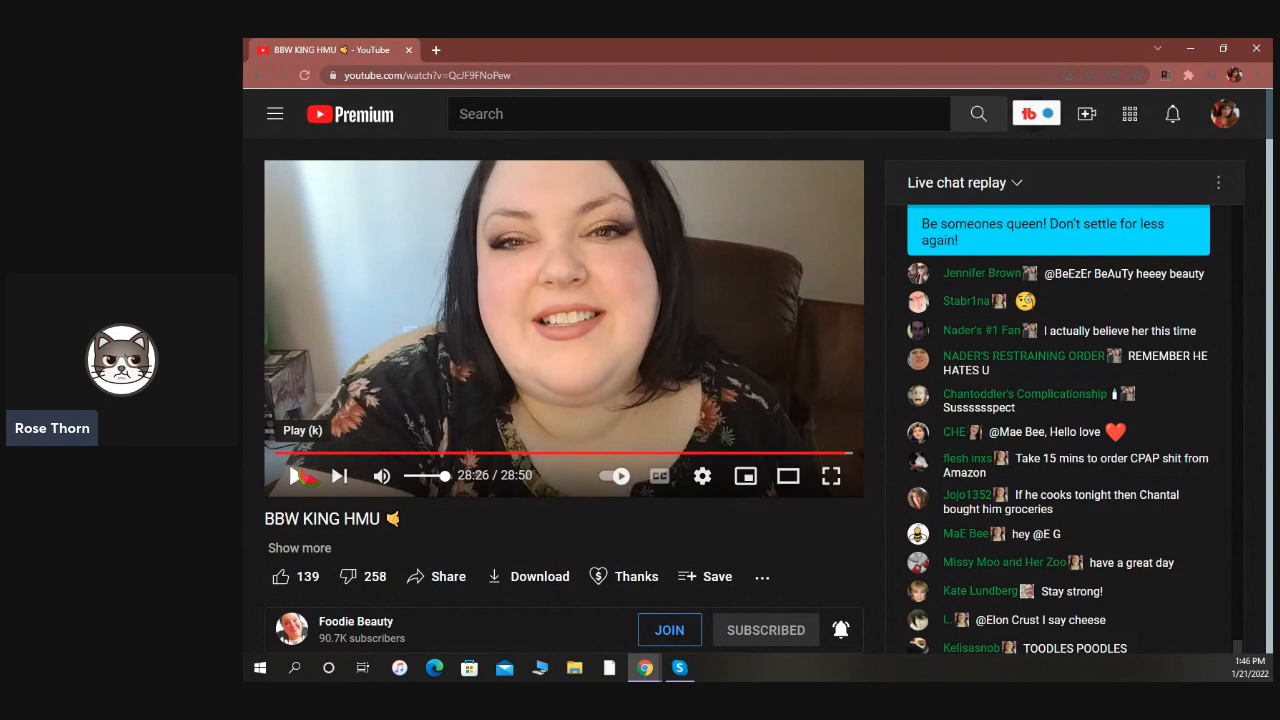 BBW KING HMU 🤙 - YouTube
youtube.com/watch?v=QcJF9FNoPew
Premium
Search
Live chat replay
Be someones queen! Don't settle for less
again!
Jennifer Brown @BeEzEr BeAuTy heeey beauty
Stabr1na 🧐
Nader's #1 Fan I actually believe her this time
NADER'S RESTRAINING ORDER REMEMBER HE
HATES U
Chantoddler's Complicationship
Susssssspect
CHE @Mae Bee, Hello love ❤️
flesh inxs Take 15 mins to order CPAP shit from
Amazon
Jojo1352 If he cooks tonight then Chantal
bought him groceries
MaE Bee hey @E G
Missy Moo and Her Zoo have a great day
Kate Lundberg Stay strong!
L. @Elon Crust I say cheese
Kelisasnob TOODLES POODLES
Rose Thorn
Play (k)
28:26 / 28:50
BBW KING HMU 🤙
Show more
139 258 Share Download Thanks Save
Foodie Beauty
90.7K subscribers
JOIN SUBSCRIBED
1:46 PM
1/21/2022